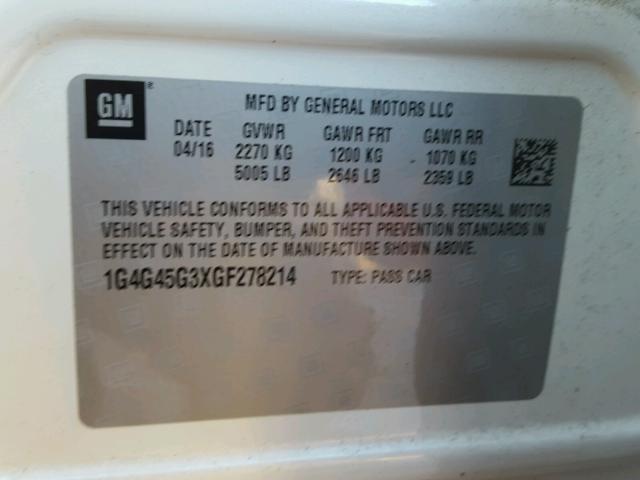 GM®
MFD BY GENERAL MOTORS LLC
DATE GVWR GAWR FRT GAWR RR
04/16 2270 KG 1200 KG 1070 KG
5005 LB 2646 LB 2359 LB
THIS VEHICLE CONFORMS TO ALL APPLICABLE U.S. FEDERAL MOTOR
VEHICLE SAFETY, BUMPER, AND THEFT PREVENTION STANDARDS IN
EFFECT ON THE DATE OF MANUFACTURE SHOWN ABOVE.
1G4G45G3XGF278214 TYPE: PASS CAR